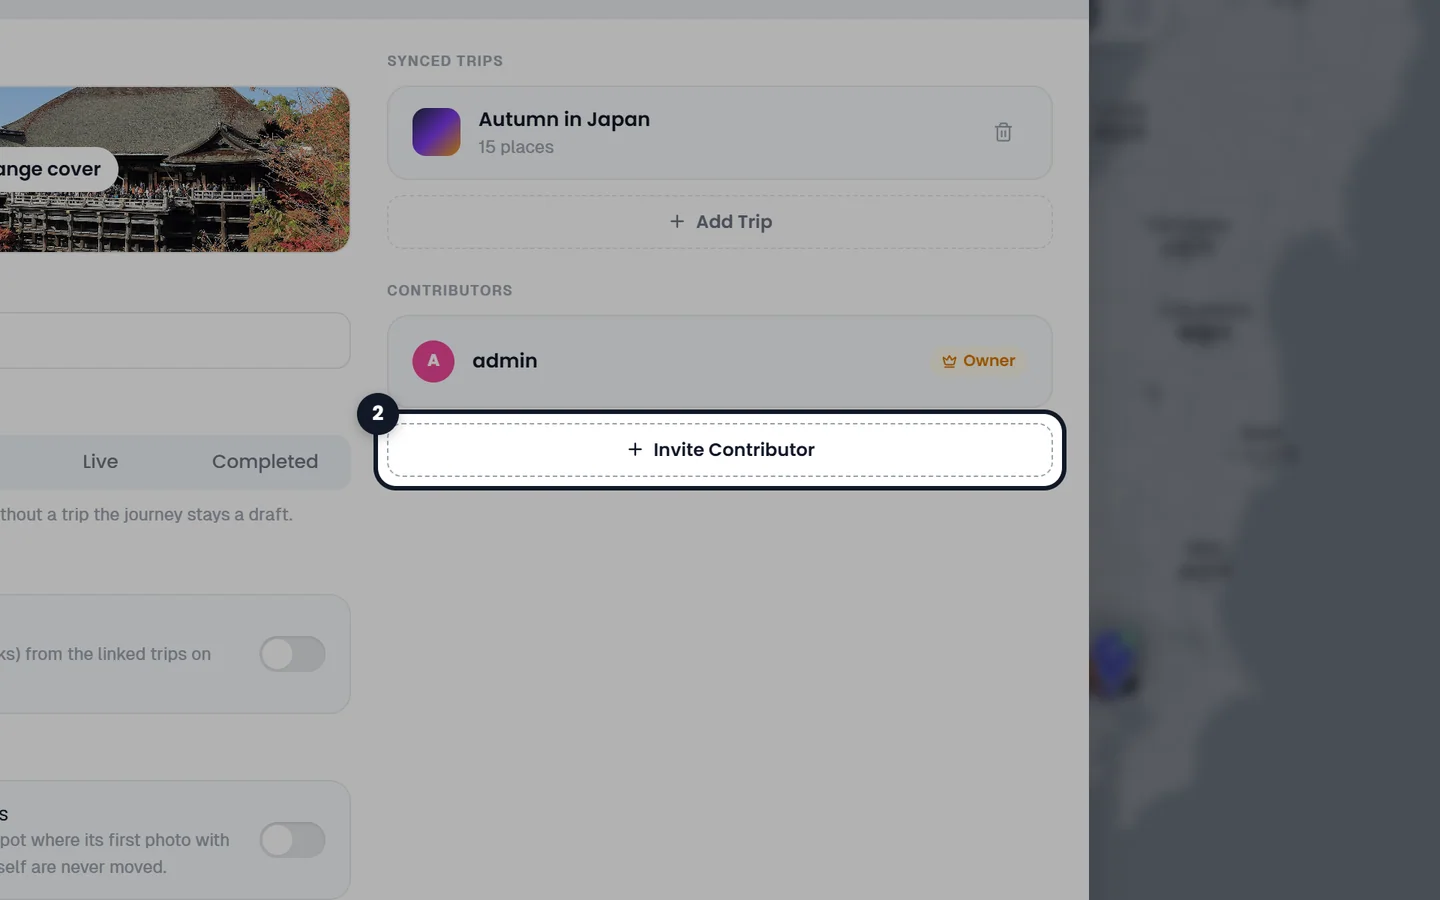 ange cover
Live
Completed
thout a trip the journey stays a draft.
ks) from the linked trips on
s
pot where its first photo with
self are never moved.
SYNCED TRIPS
Autumn in Japan
15 places
+ Add Trip
CONTRIBUTORS
A
admin
Owner
2
+ Invite Contributor